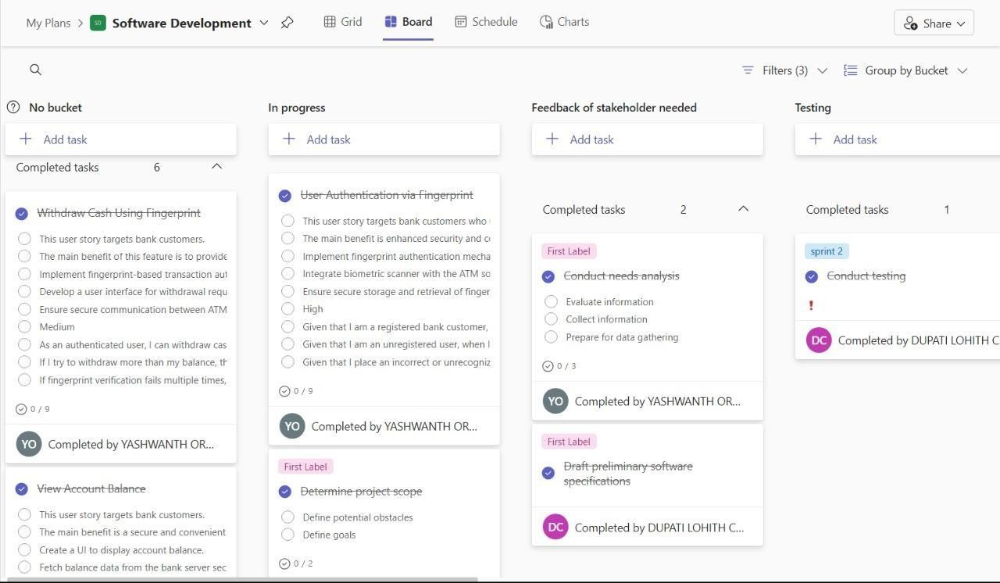 My Plans > SD Software Development
Grid
Board
Schedule
Charts
Share
Filters (3)
Group by Bucket
No bucket
Add task
Completed tasks 6
Withdraw Cash Using Fingerprint
This user story targets bank customers.
The main benefit of this feature is to provide
Implement fingerprint-based transaction aut
Develop a user interface for withdrawal requ
Ensure secure communication between ATM
Medium
As an authenticated user, I can withdraw cas
If I try to withdraw more than my balance, th
If fingerprint verification fails multiple times,
0 / 9
YO Completed by YASHWANTH OR...
View Account Balance
This user story targets bank customers.
The main benefit is a secure and convenient
Create a UI to display account balance.
Fetch balance data from the bank server sec
In progress
Add task
User Authentication via Fingerprint
This user story targets bank customers who
The main benefit is enhanced security and co
Implement fingerprint authentication mecha
Integrate biometric scanner with the ATM so
Ensure secure storage and retrieval of finger
High
Given that I am a registered bank customer,
Given that I am an unregistered user, when I
Given that I place an incorrect or unrecogniz
0 / 9
YO Completed by YASHWANTH OR...
First Label
Determine project scope
Define potential obstacles
Define goals
0 / 2
Feedback of stakeholder needed
Add task
Completed tasks 2
First Label
Conduct needs analysis
Evaluate information
Collect information
Prepare for data gathering
0 / 3
YO Completed by YASHWANTH OR...
First Label
Draft preliminary software
specifications
DC Completed by DUPATI LOHITH C...
Testing
Add task
Completed tasks 1
sprint 2
Conduct testing
DC Completed by DUPATI LOHITH C